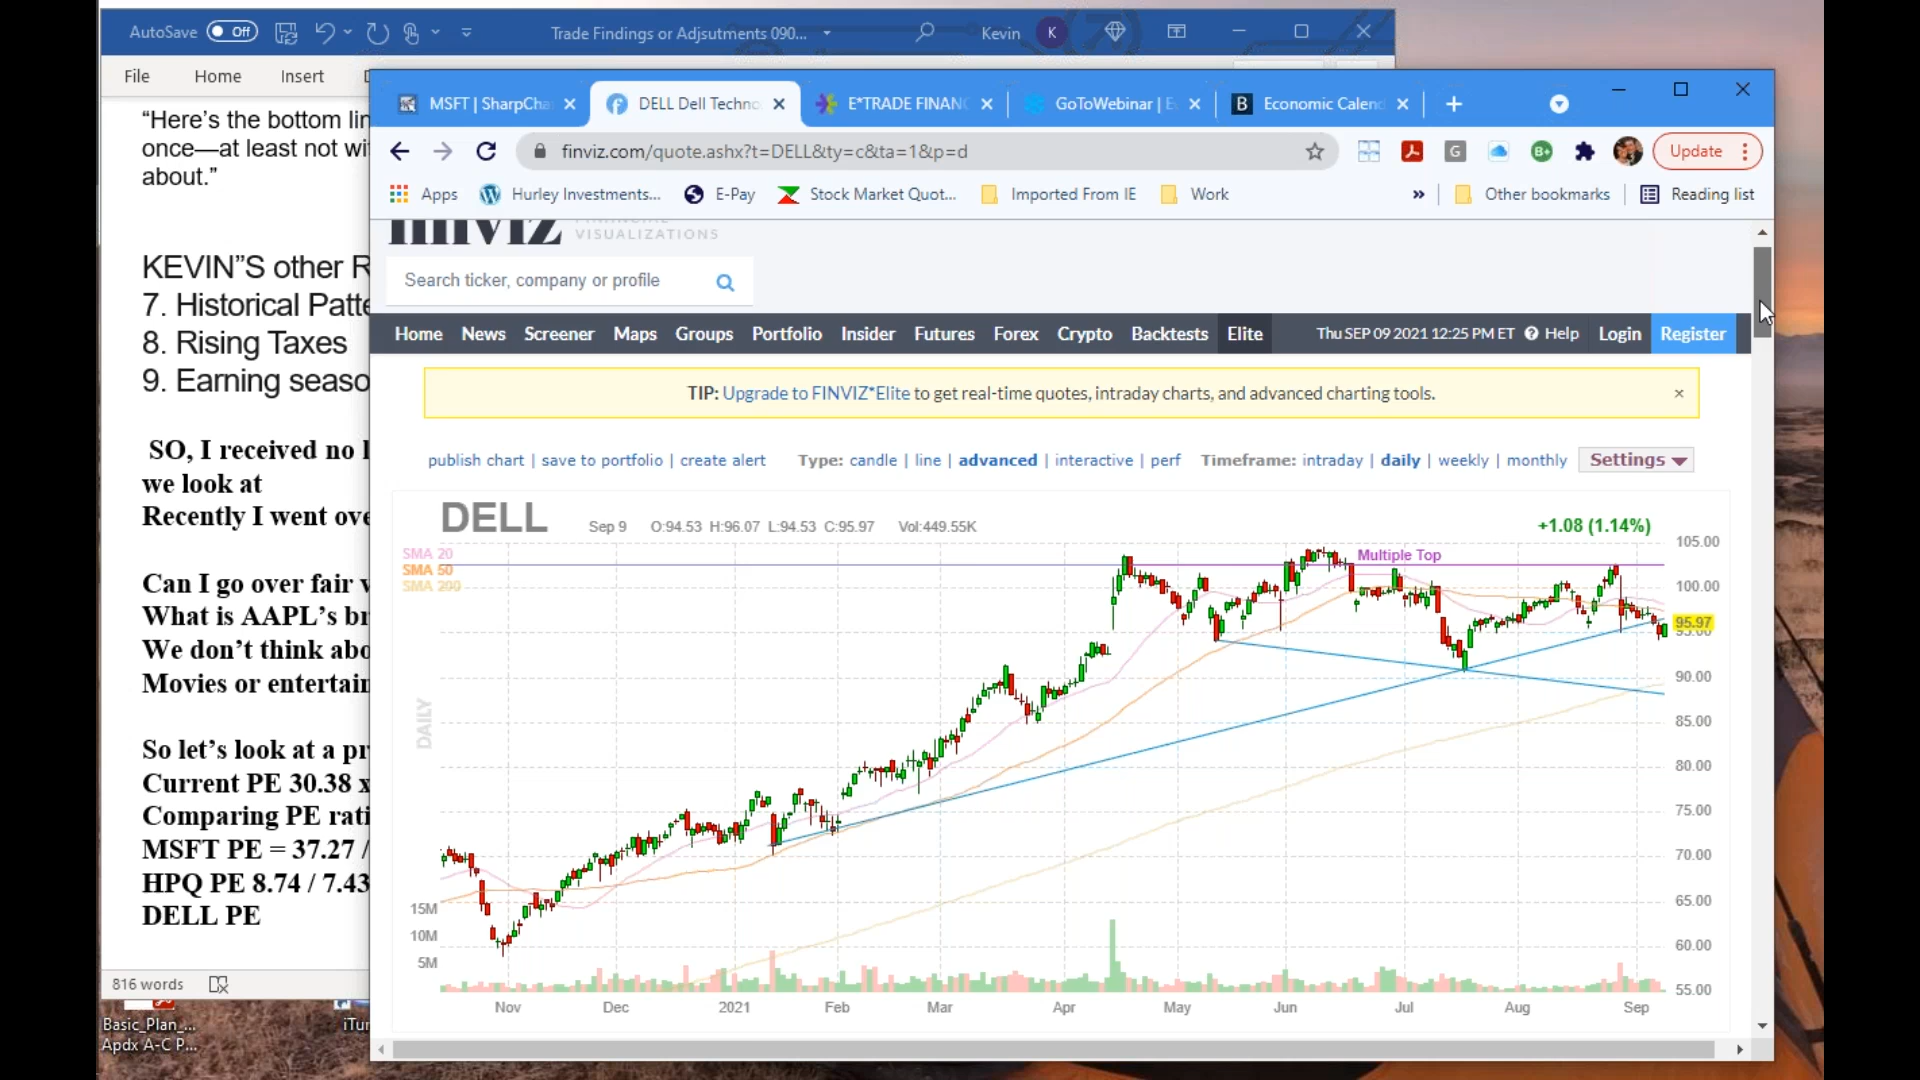 AutoSave Off Trade Findings or Adjsutments 090... Kevin K
File Home Insert
“Here’s the bottom lin
once—at least not wi
about.”
KEVIN”S other R
7. Historical Patte
8. Rising Taxes
9. Earning seaso
SO, I received no
we look at
Recently I went ove
Can I go over fair v
What is AAPL’s br
We don’t think abo
Movies or entertain
So let’s look at a pr
Current PE 30.38 x
Comparing PE rati
MSFT PE = 37.27 /
HPQ PE 8.74 / 7.43
DELL PE
816 words
Basic_Plan_...
Apdx A-C P...
iTu
MSFT | SharpCha DELL Dell Techno E*TRADE FINANC GoToWebinar | Economic Calend
finviz.com/quote.ashx?t=DELL&ty=c&ta=1&p=d Update
Apps Hurley Investments... E-Pay Stock Market Quot... Imported From IE Work » Other bookmarks Reading list
finviz FINANCIAL
VISUALIZATIONS
Search ticker, company or profile
Home News Screener Maps Groups Portfolio Insider Futures Forex Crypto Backtests Elite Thu SEP 09 2021 12:25 PM ET Help Login Register
TIP: Upgrade to FINVIZ*Elite to get real-time quotes, intraday charts, and advanced charting tools. ×
publish chart | save to portfolio | create alert Type: candle | line | advanced | interactive | perf Timeframe: intraday | daily | weekly | monthly Settings
DELL Sep 9 O:94.53 H:96.07 L:94.53 C:95.97 Vol:449.55K +1.08 (1.14%)
SMA 20
SMA 50
SMA 200
Multiple Top
DAILY
105.00
100.00
95.97
95.00
90.00
85.00
80.00
75.00
70.00
65.00
60.00
55.00
15M
10M
5M
Nov Dec 2021 Feb Mar Apr May Jun Jul Aug Sep